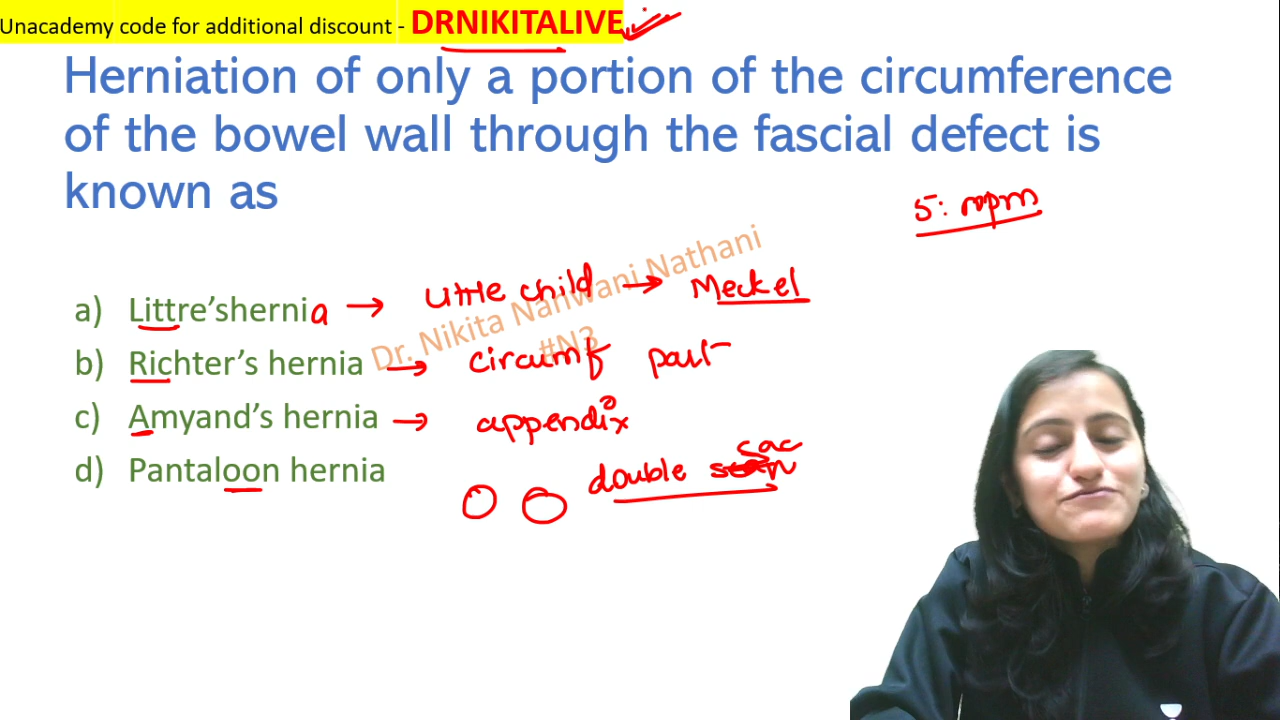 Unacademy code for additional discount - DRNIKITALIVE
Herniation of only a portion of the circumference
of the bowel wall through the fascial defect is
known as
5: npm
Dr. Nikita Nanwani Nathani
#N3
a) Littre'shernia → Little child → Meckel
b) Richter's hernia → circumf part
c) Amyand's hernia → appendix
d) Pantaloon hernia
double sac